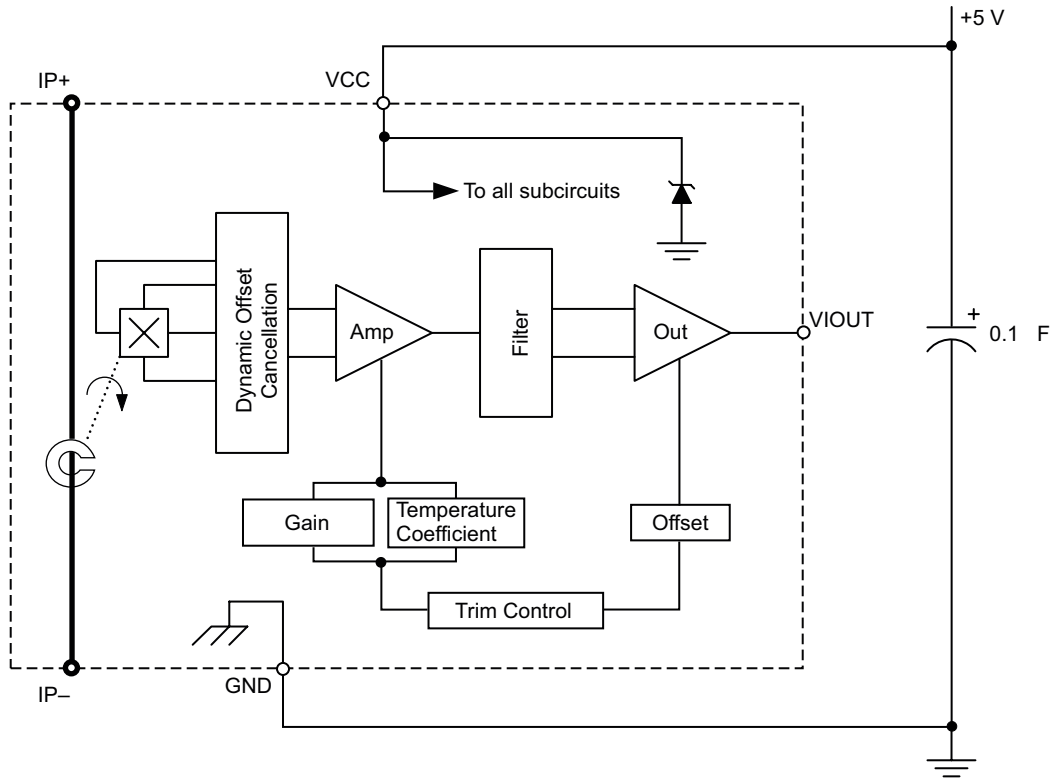 +5 V
IP+
VCC
To all subcircuits
Dynamic Offset
Cancellation
Amp
Filter
Out
VIOUT
+
0.1 F
Gain
Temperature
Coefficient
Offset
Trim Control
GND
IP–